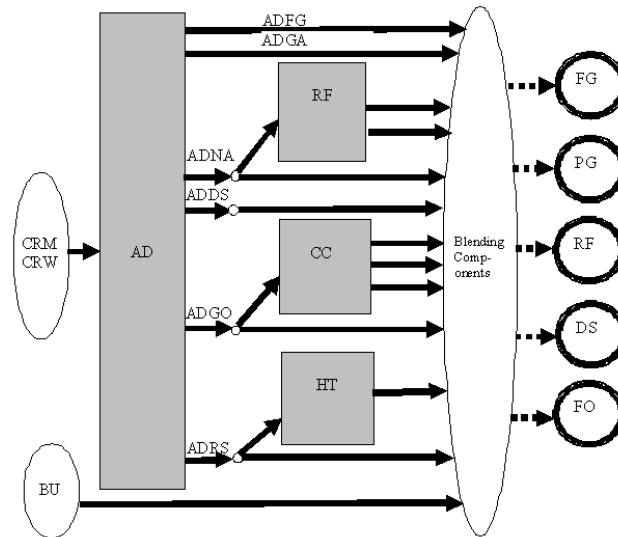 ADFG
ADGA
RF
ADNA
ADDS
CRM
CRW
AD
CC
ADGO
HT
ADRS
BU
Blending
Comp-
onents
FG
PG
RF
DS
FO